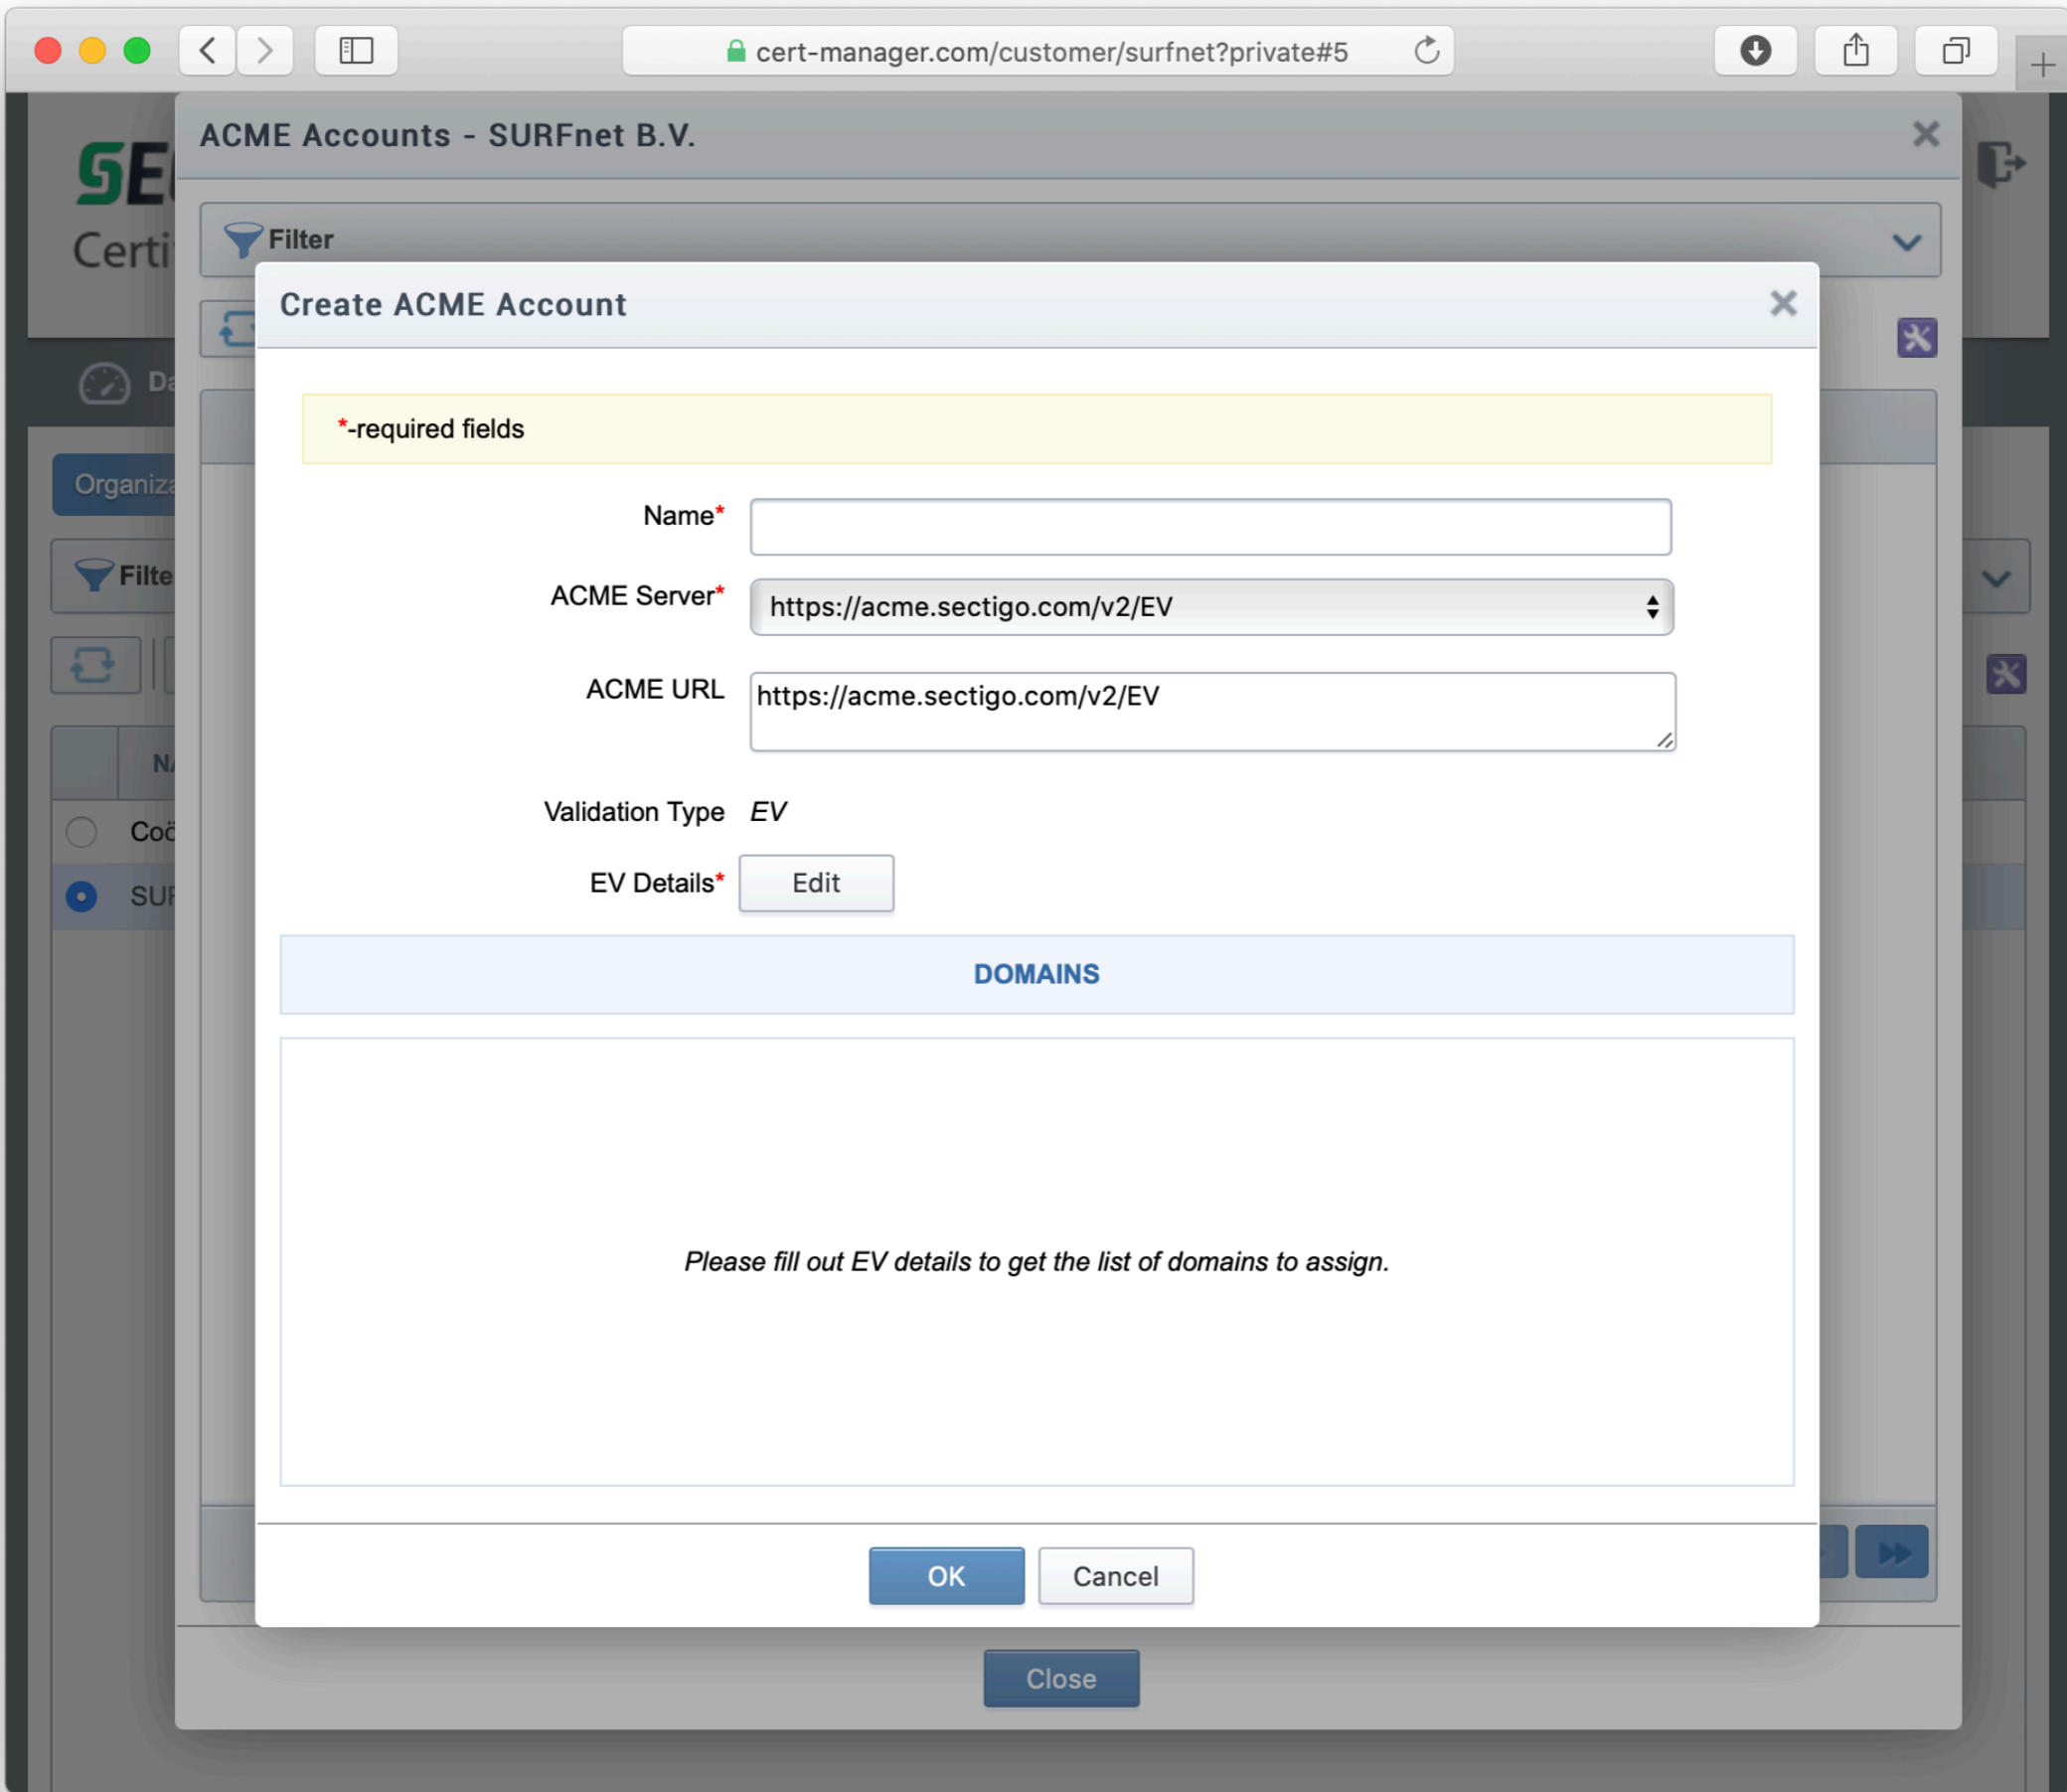 cert-manager.com/customer/surfnet?private#5
ACME Accounts - SURFnet B.V.
Filter
Create ACME Account
*-required fields
Organiza
Name*
Filte
ACME Server*
https://acme.sectigo.com/v2/EV
ACME URL
https://acme.sectigo.com/v2/EV
Validation Type EV
EV Details* Edit
DOMAINS
Please fill out EV details to get the list of domains to assign.
OK Cancel
Close